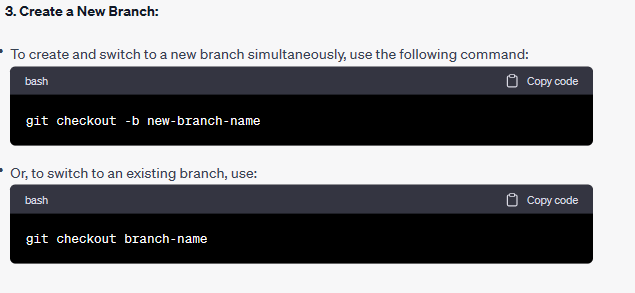 3. Create a New Branch:
• To create and switch to a new branch simultaneously, use the following command:
bash Copy code
git checkout -b new-branch-name
• Or, to switch to an existing branch, use:
bash Copy code
git checkout branch-name